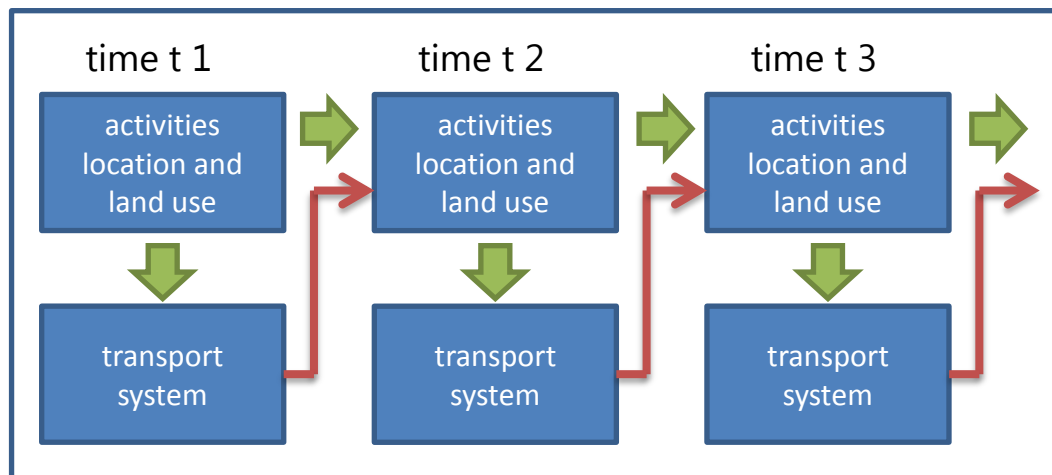 time t 1
time t 2
time t 3
activities
location and
land use
activities
location and
land use
activities
location and
land use
transport
system
transport
system
transport
system